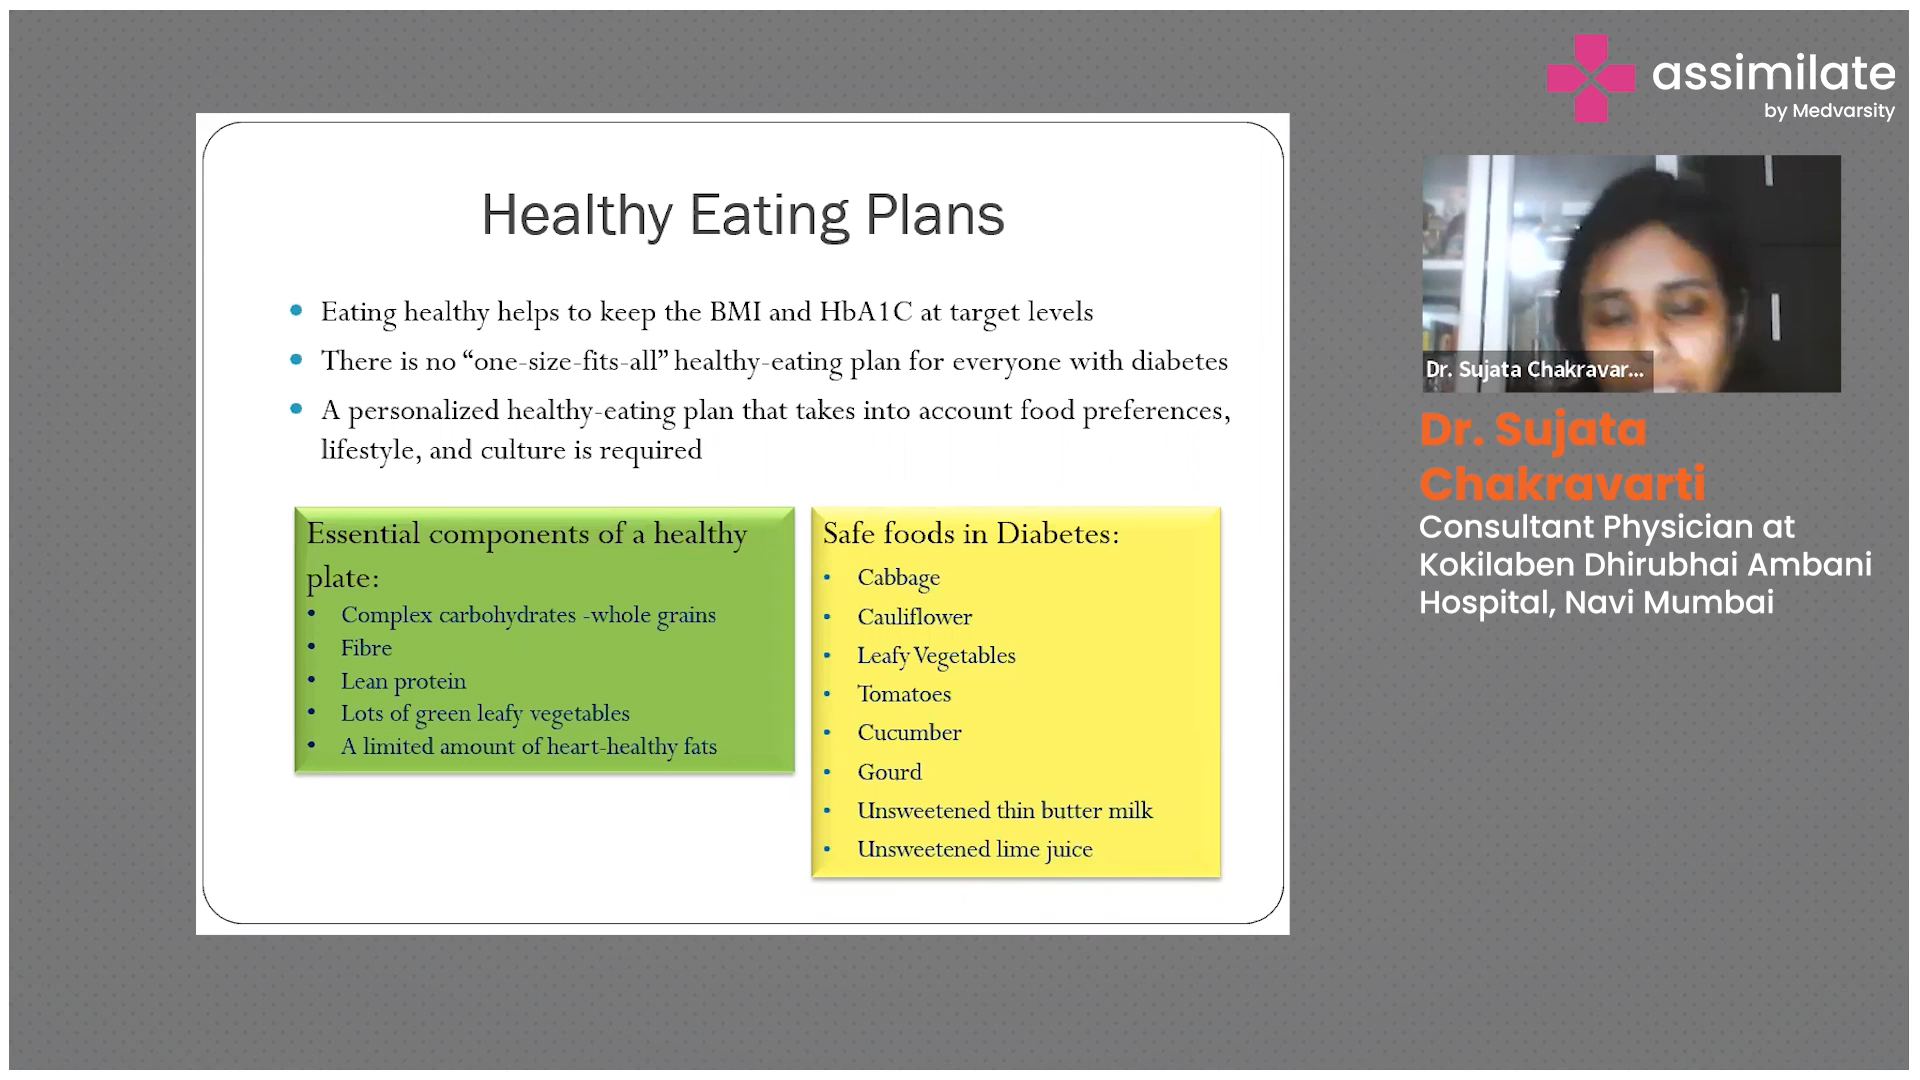 assimilate
by Medvarsity
Healthy Eating Plans
• Eating healthy helps to keep the BMI and HbA1C at target levels
• There is no “one-size-fits-all” healthy-eating plan for everyone with diabetes
• A personalized healthy-eating plan that takes into account food preferences,
lifestyle, and culture is required
Essential components of a healthy
plate:
• Complex carbohydrates -whole grains
• Fibre
• Lean protein
• Lots of green leafy vegetables
• A limited amount of heart-healthy fats
Safe foods in Diabetes:
• Cabbage
• Cauliflower
• Leafy Vegetables
• Tomatoes
• Cucumber
• Gourd
• Unsweetened thin butter milk
• Unsweetened lime juice
Dr. Sujata Chakravar...
Dr. Sujata
Chakravarti
Consultant Physician at
Kokilaben Dhirubhai Ambani
Hospital, Navi Mumbai